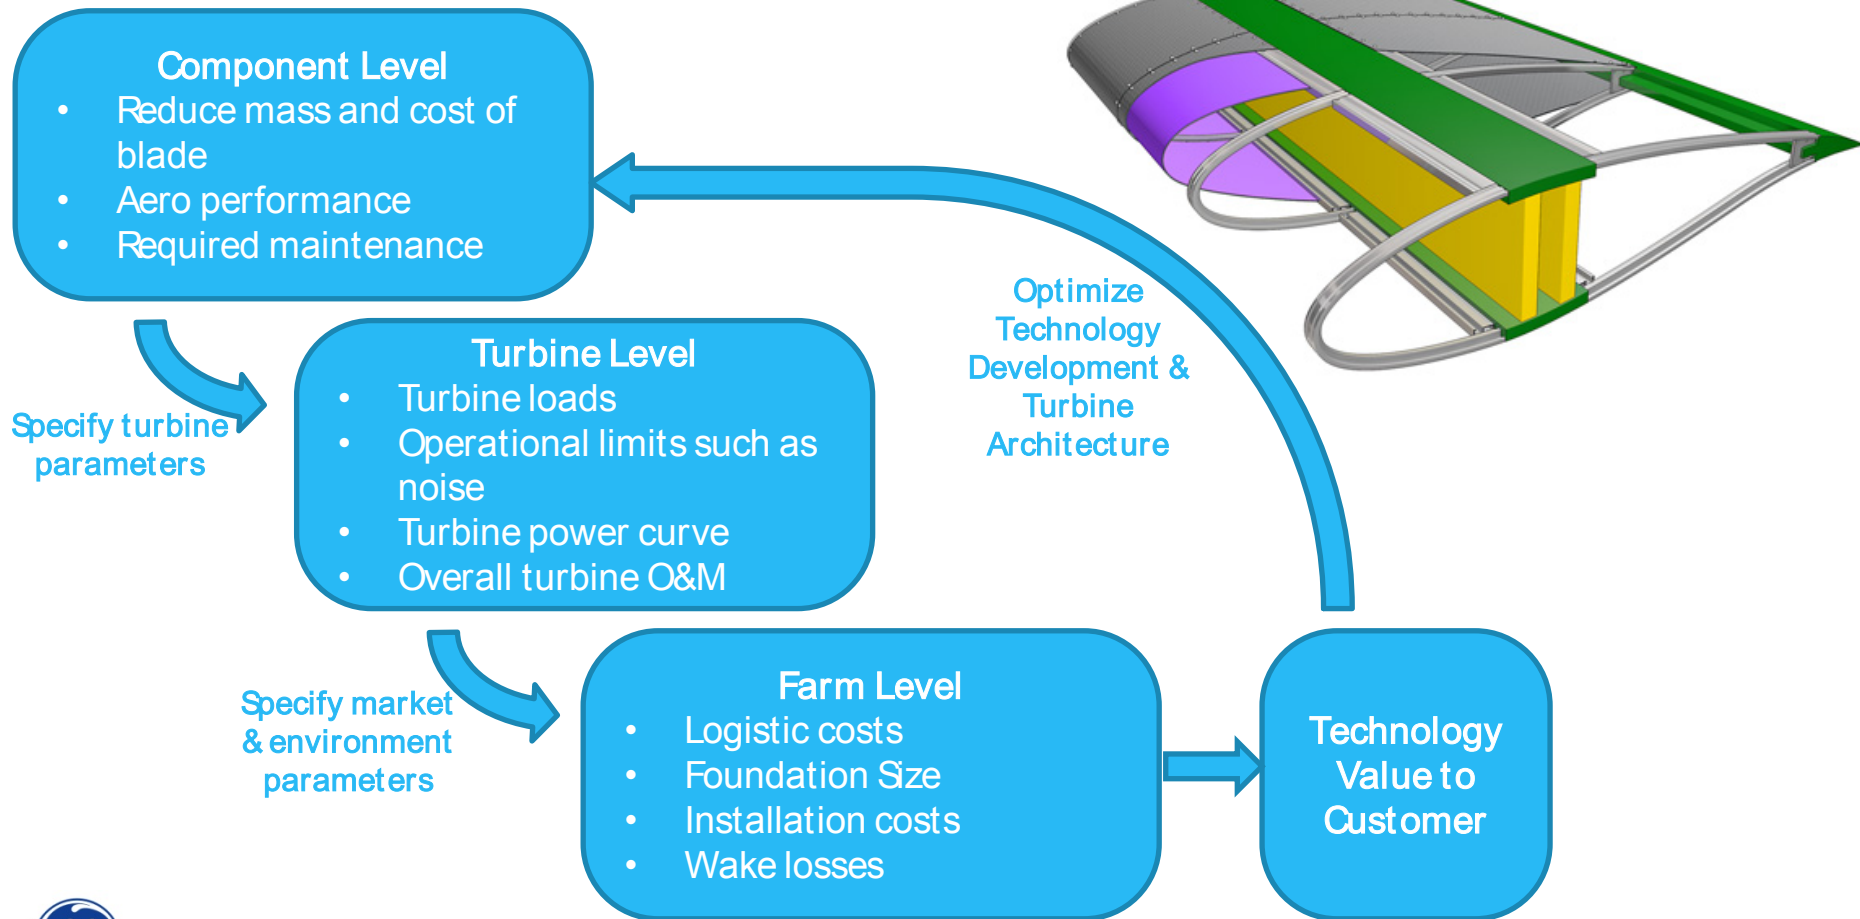 Component Level
• Reduce mass and cost of
blade
• Aero performance
• Required maintenance
Specify turbine
parameters
Turbine Level
• Turbine loads
• Operational limits such as
noise
• Turbine power curve
• Overall turbine O&M
Optimize
Technology
Development &
Turbine
Architecture
Specify market
& environment
parameters
Farm Level
• Logistic costs
• Foundation Size
• Installation costs
• Wake losses
Technology
Value to
Customer